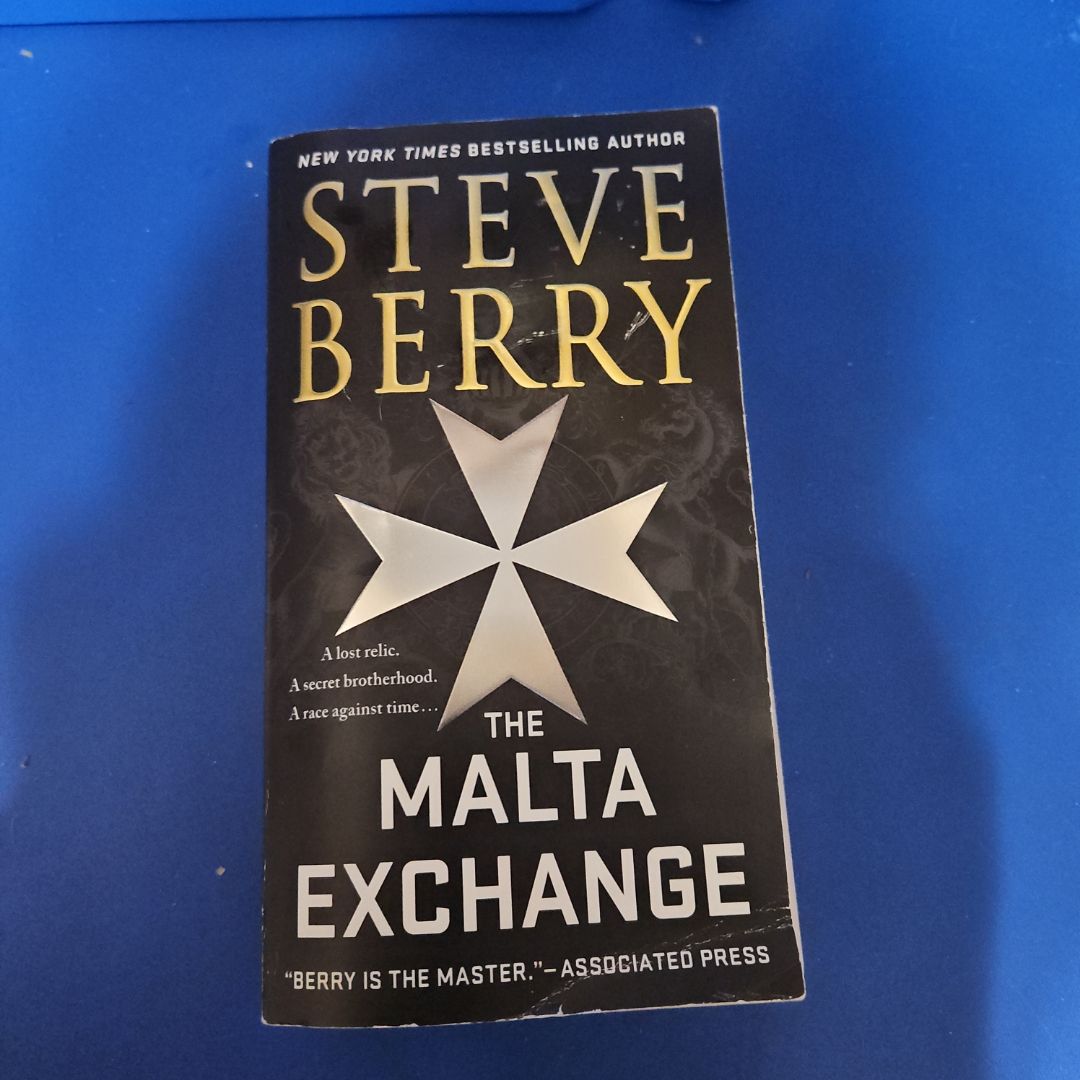 NEW YORK TIMES BESTSELLING AUTHOR
STEVE
BERRY
A lost relic.
A secret brotherhood.
A race against time...
THE
MALTA
EXCHANGE
“BERRY IS THE MASTER.”—ASSOCIATED PRESS